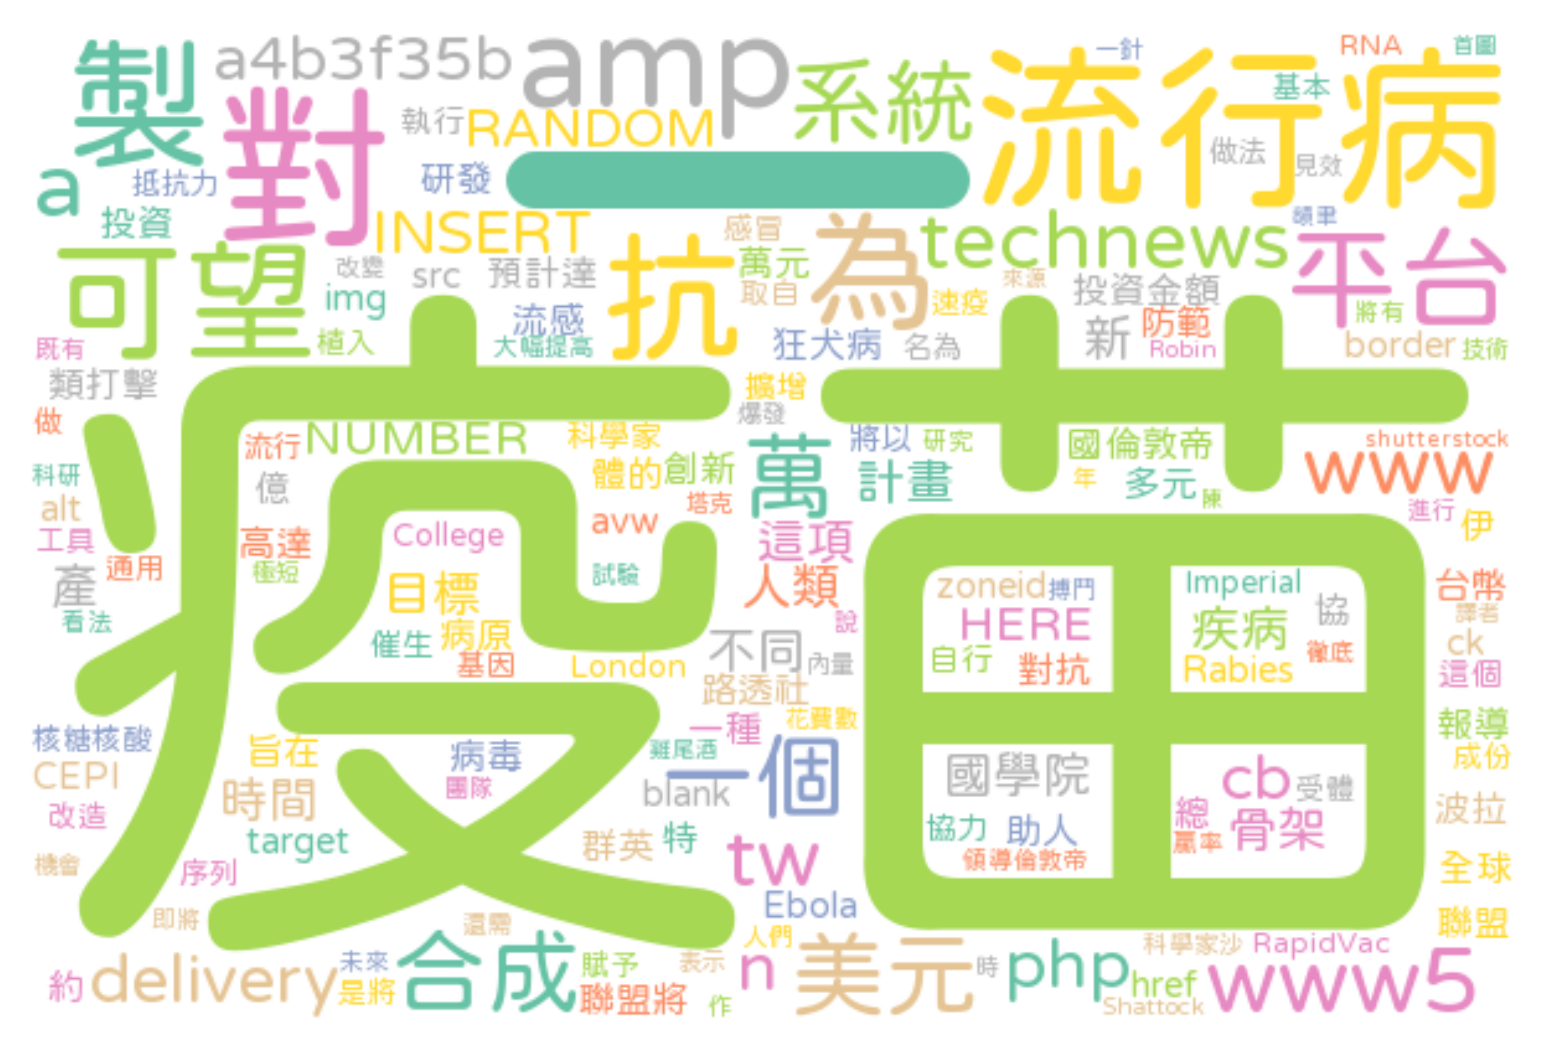 製
a4b3f35b
amp
系統
流行病
一針
RNA
首圖
基本
對
執行
RANDOM
做法
見效
a
抵抗力
研發
一
投資
INSERT
感冒
為
technews
平台
可望
改變
src
預計達
抗
萬元
取自
來源
投資金額
img
流感
速疫
新
防範
將有
既有
植入
大幅提高
狂犬病
名為
Robin
border
技術
類打擊
擴增
爆發
疫苗
做
流行
NUMBER
科學家
將以
研究
國倫敦帝
shutterstock
科研
億
體的
創新
萬
計畫
年
多元
陳
www
alt
塔克
進行
工具
高達
College
avw
這項
伊
產
通用
極短
目標
試驗
人類
zoneid
搏鬥
Imperial
台幣
看法
催生
病原
說
HERE
疾病
協
譯者
基因
London
不同
內量
自行
對抗
Rabies
徹底
ck
路透社
這個
核糖核酸
旨在
病毒
一種
花費數
報導
CEPI
雞尾酒
一個
國學院
成份
時間
團隊
blank
cb
受體
改造
target
群英
特
協力
助人
總
骨架
波拉
機會
序列
tw
領導倫敦帝
贏率
全球
即將
還需
Ebola
聯盟
人們
科學家沙
RapidVac
約
delivery
未來
是將
合成
賦予
聯盟將
表示
作
n
美元
時
php
href
Shattock
www5